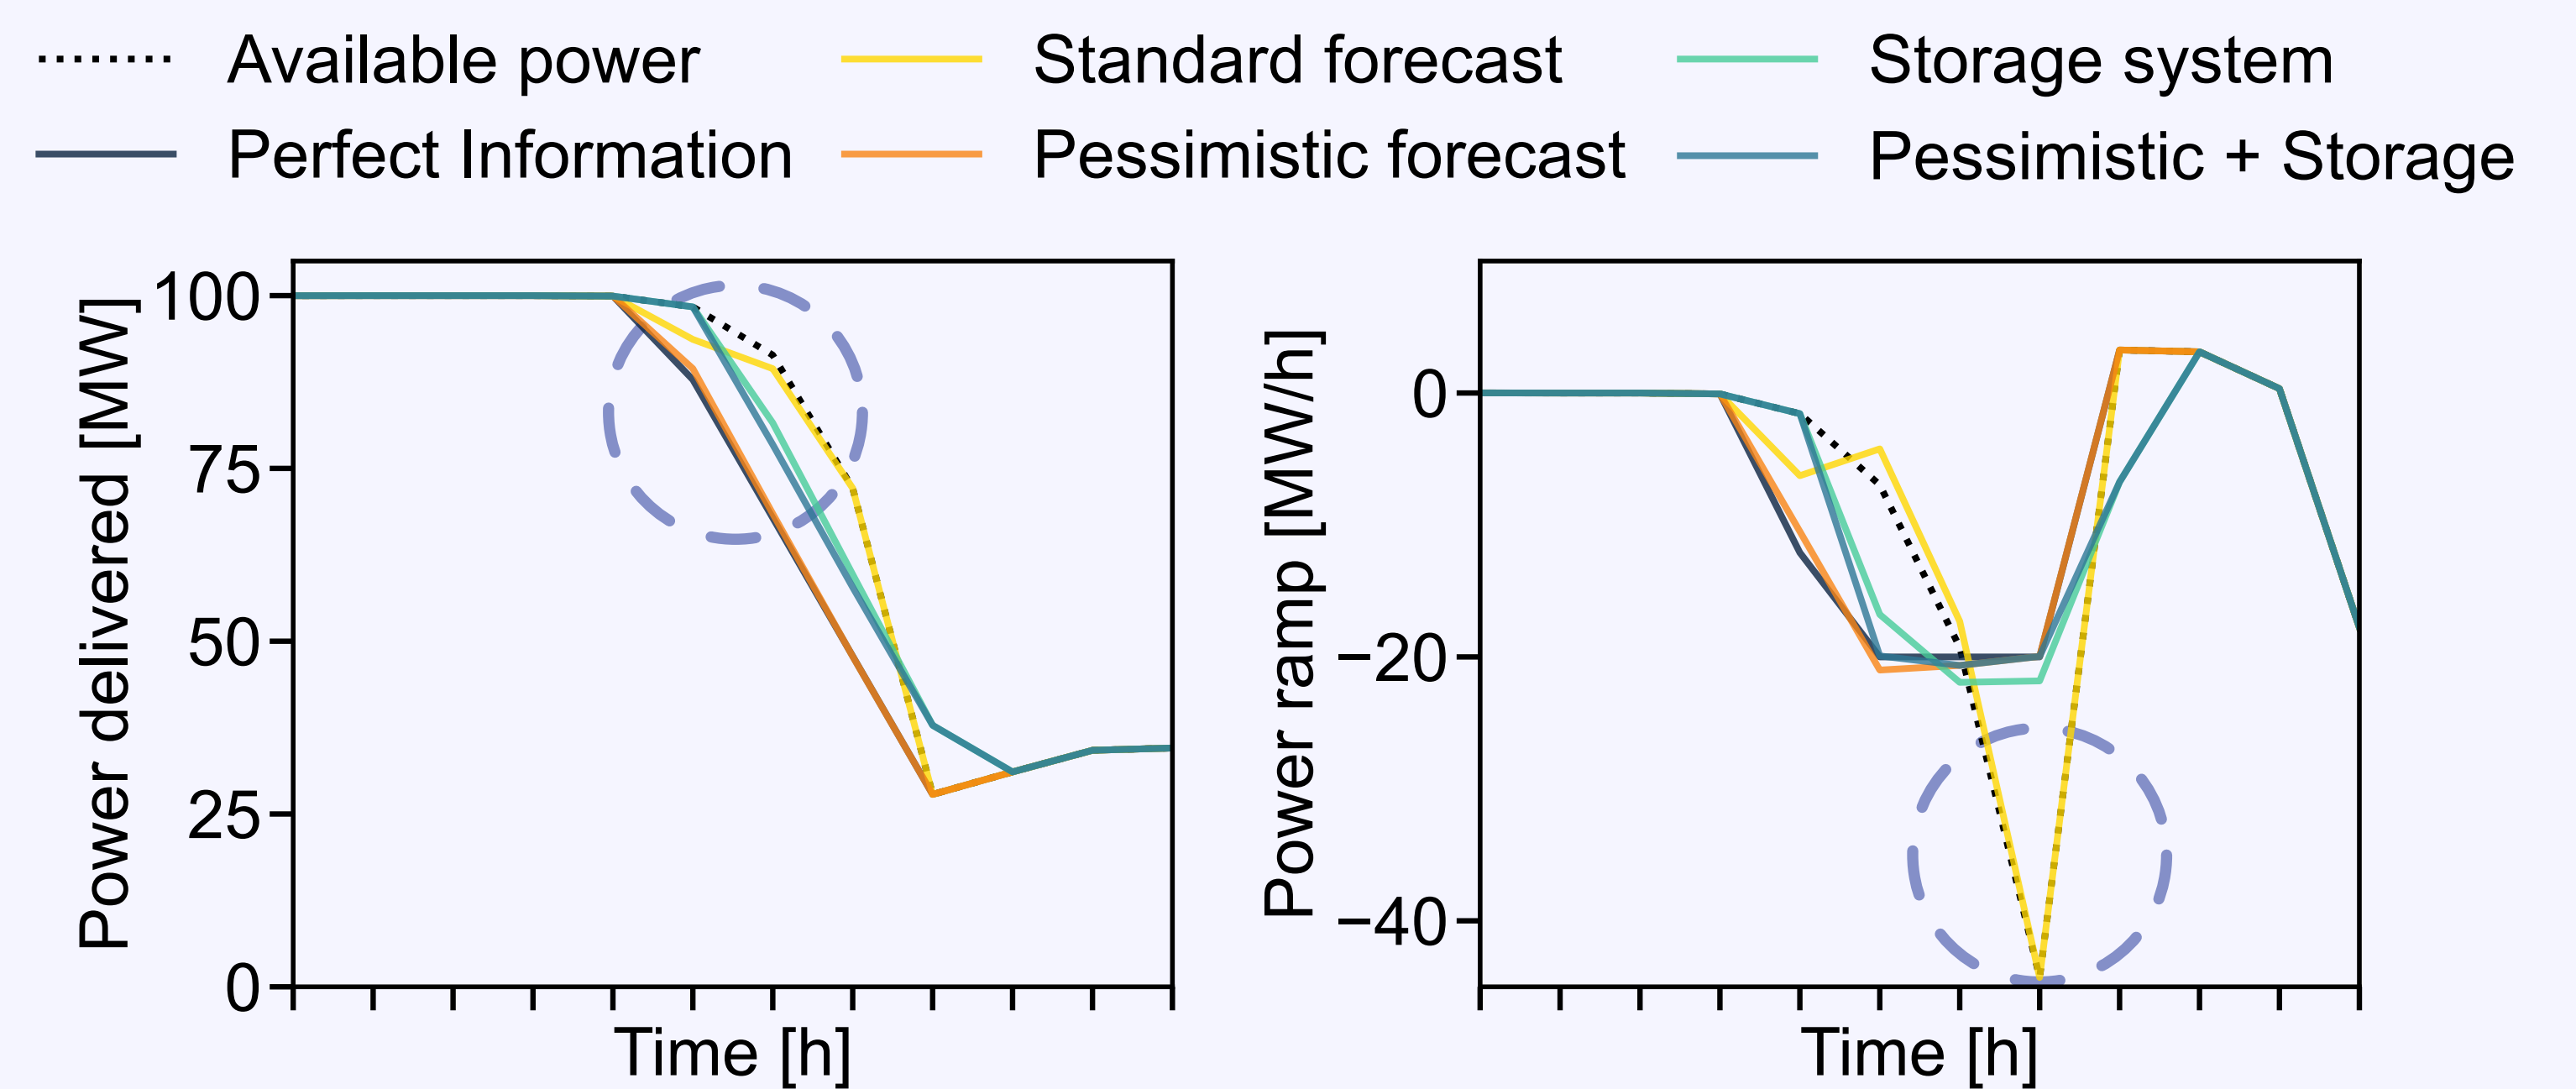 Available power
Standard forecast
Storage system
Perfect Information
Pessimistic forecast
Pessimistic + Storage
Power delivered [MW]
100
75
50
25
0
Time [h]
Power ramp [MW/h]
0
−20
−40
Time [h]